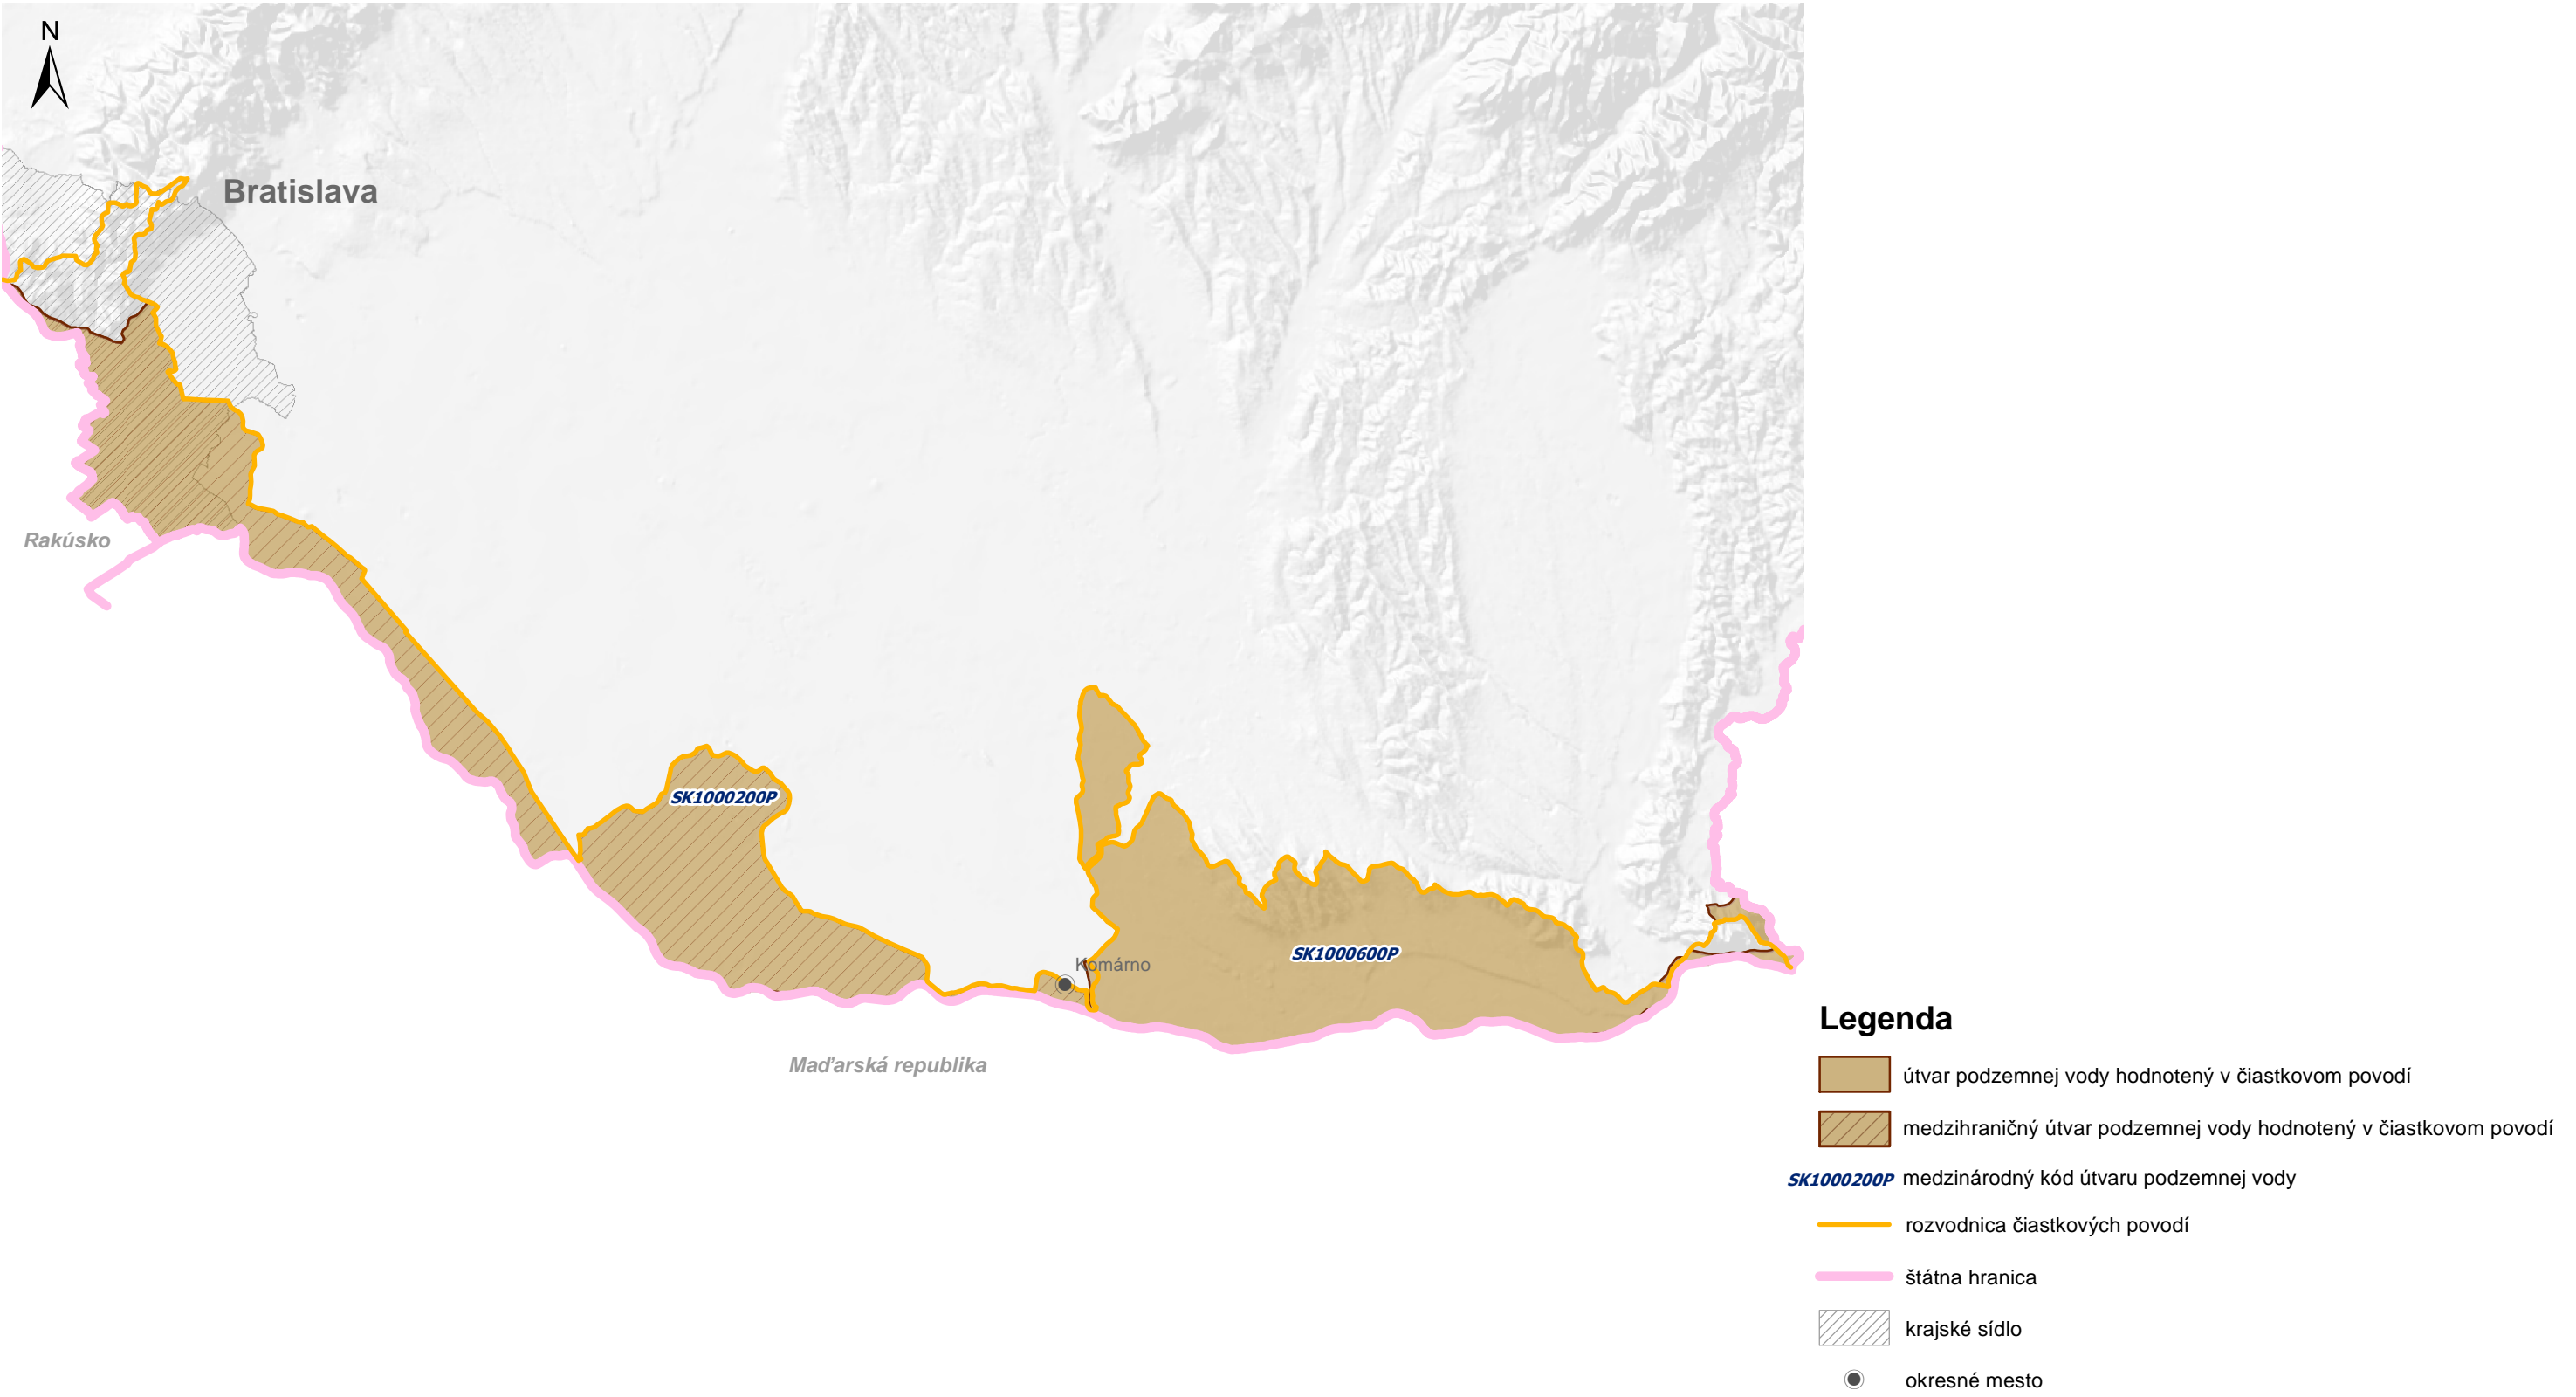 N
Bratislava
Rakúsko
SK1000200P
SK1000600P
Komárno
Maďarská republika
Legenda
útvar podzemnej vody hodnotený v čiastkovom povodí
medzihraničný útvar podzemnej vody hodnotený v čiastkovom povodí
SK1000200P medzinárodný kód útvaru podzemnej vody
rozvodnica čiastkových povodí
štátna hranica
krajské sídlo
okresné mesto